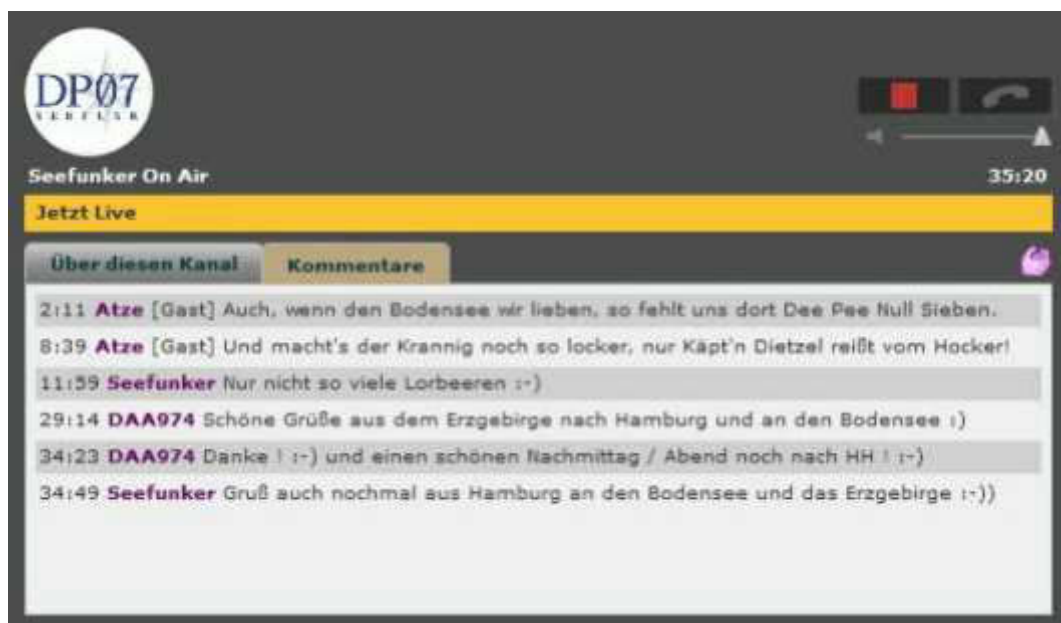 DP07
SEEFUNK
Seefunker On Air
35:20
Jetzt Live
Über diesen Kanal
Kommentare
2:11 Atze [Gast] Auch, wenn den Bodensee wir lieben, so fehlt uns dort Dee Pee Null Sieben.
8:39 Atze [Gast] Und macht's der Krannig noch so locker, nur Käpt'n Dietzel reißt vom Hocker!
11:59 Seefunker Nur nicht so viele Lorbeeren :-)
29:14 DAA974 Schöne Grüße aus dem Erzgebirge nach Hamburg und an den Bodensee :)
34:23 DAA974 Danke ! :-) und einen schönen Nachmittag / Abend noch nach HH ! :-)
34:49 Seefunker Gruß auch nochmal aus Hamburg an den Bodensee und das Erzgebirge :-))